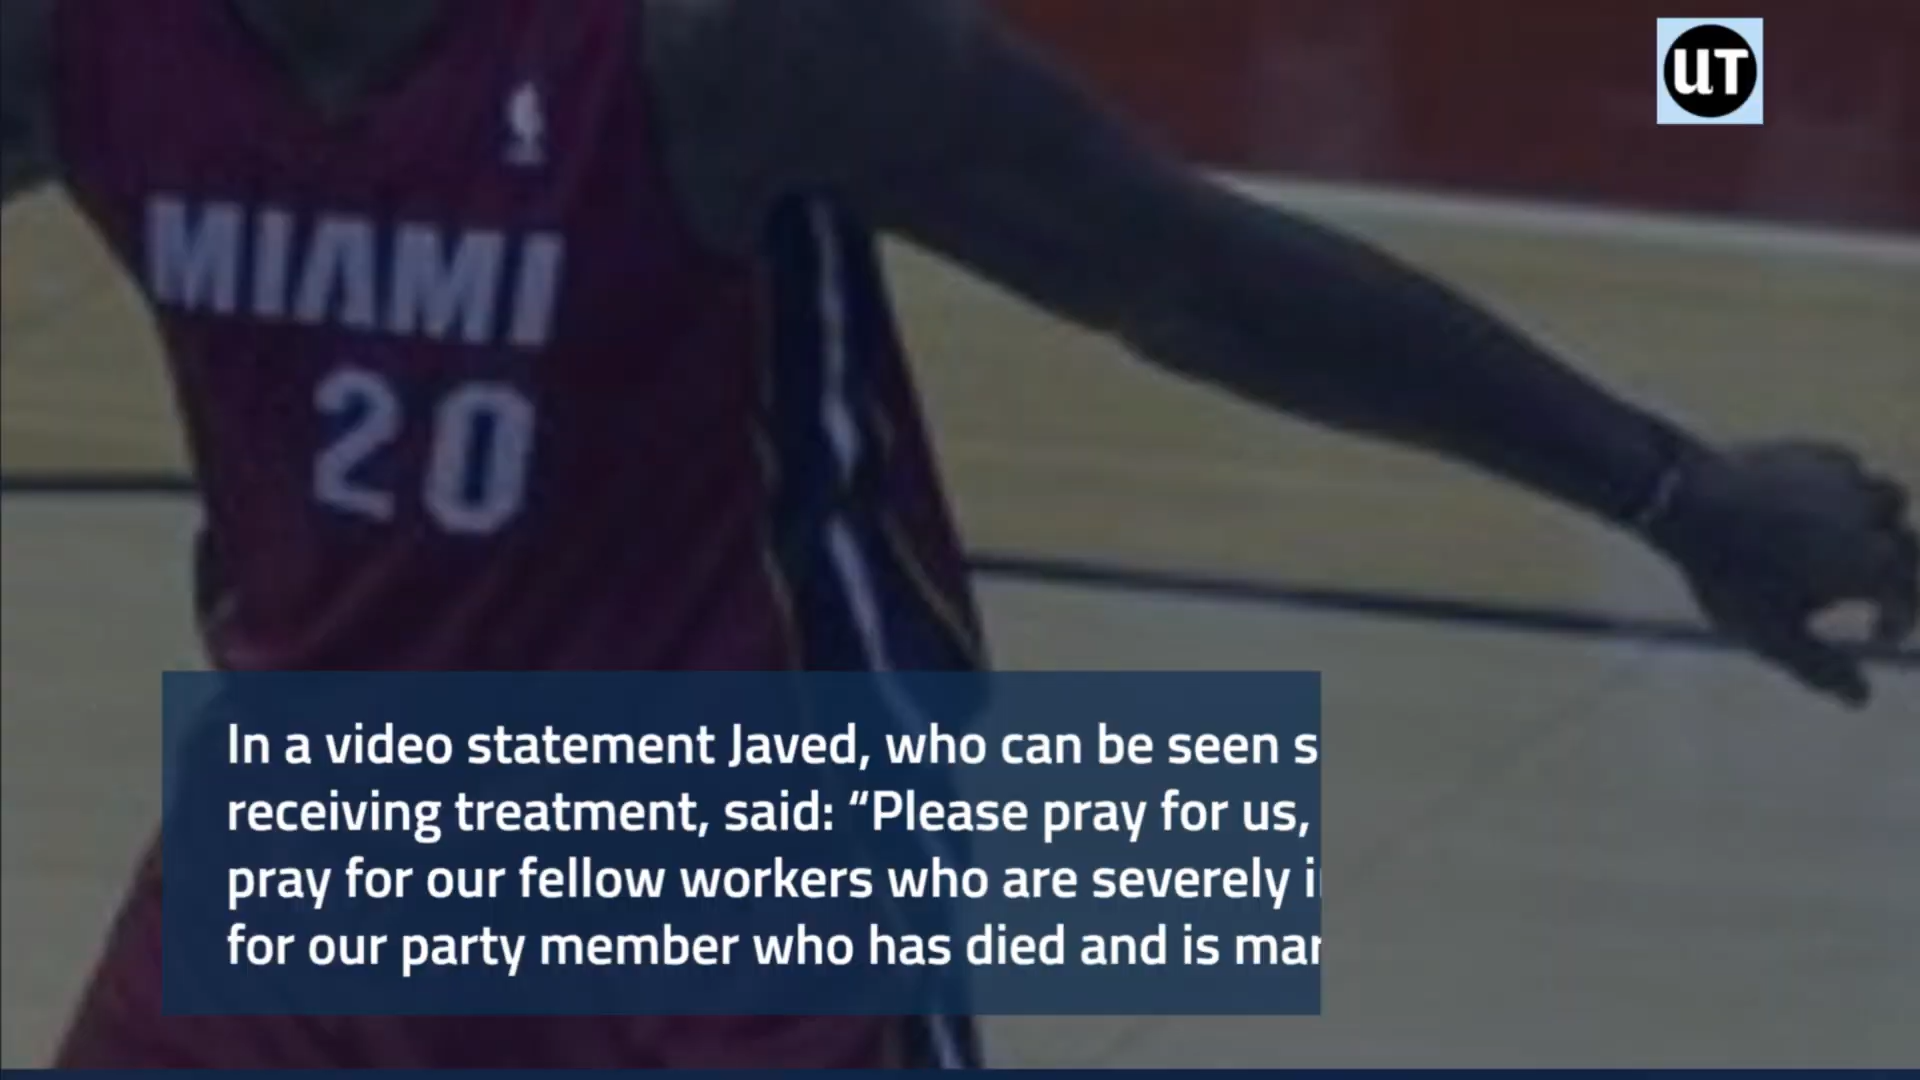 UT
MIAMI
20
In a video statement Javed, who can be seen s
receiving treatment, said: “Please pray for us,
pray for our fellow workers who are severely
for our party member who has died and is mar